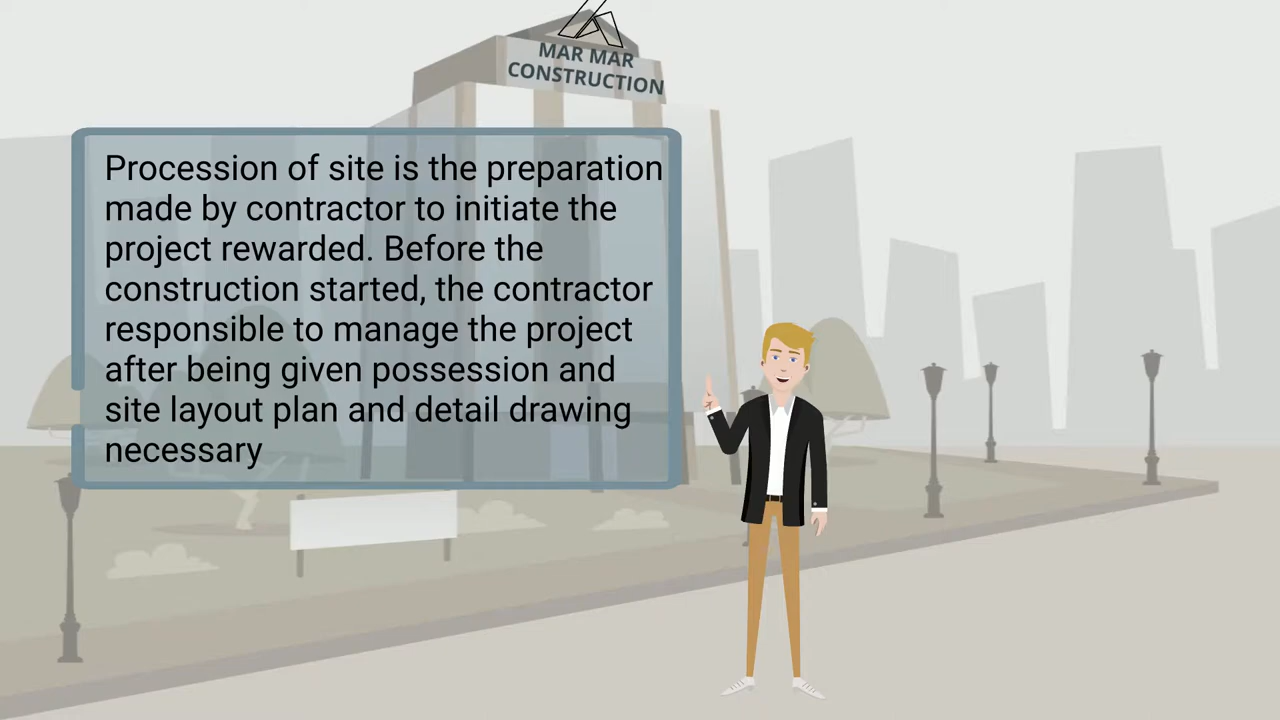 MAR MAR
CONSTRUCTION
Procession of site is the preparation
made by contractor to initiate the
project rewarded. Before the
construction started, the contractor
responsible to manage the project
after being given possession and
site layout plan and detail drawing
necessary